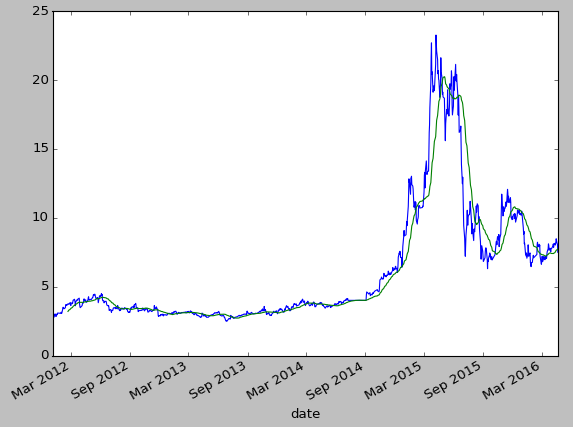 25
20
15
10
5
0
Mar 2012
Sep 2012
Mar 2013
Sep 2013
Mar 2014
Sep 2014
Mar 2015
Sep 2015
Mar 2016
date